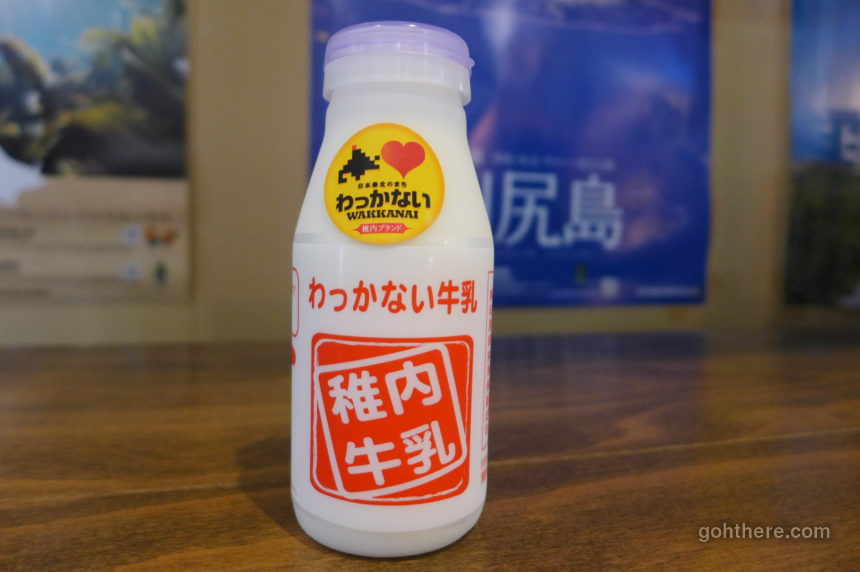 日本最北のまち
わっかない
WAKKANAI
稚内ブランド
わっかない牛乳
稚内
牛乳
尻島
gohthere.com